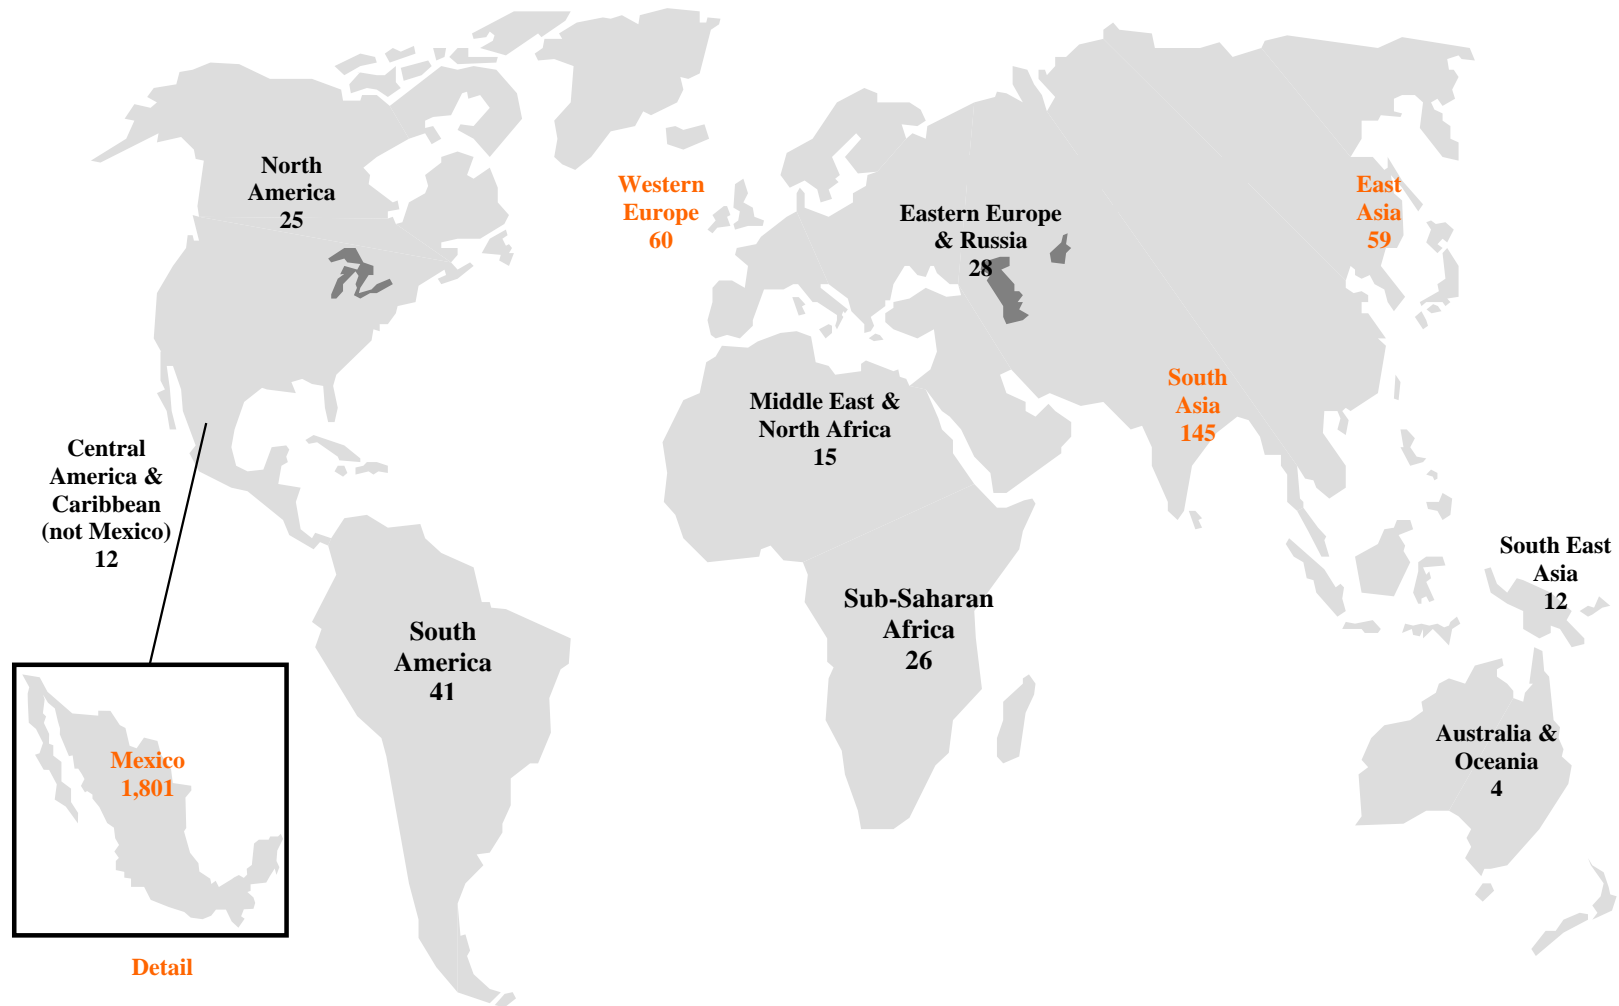 North
America
25
Western
Europe
60
Eastern Europe
& Russia
28
East
Asia
59
Middle East &
North Africa
15
South
Asia
145
Central
America &
Caribbean
(not Mexico)
12
South East
Asia
12
Sub-Saharan
Africa
26
South
America
41
Australia &
Oceania
4
Mexico
1,801
Detail